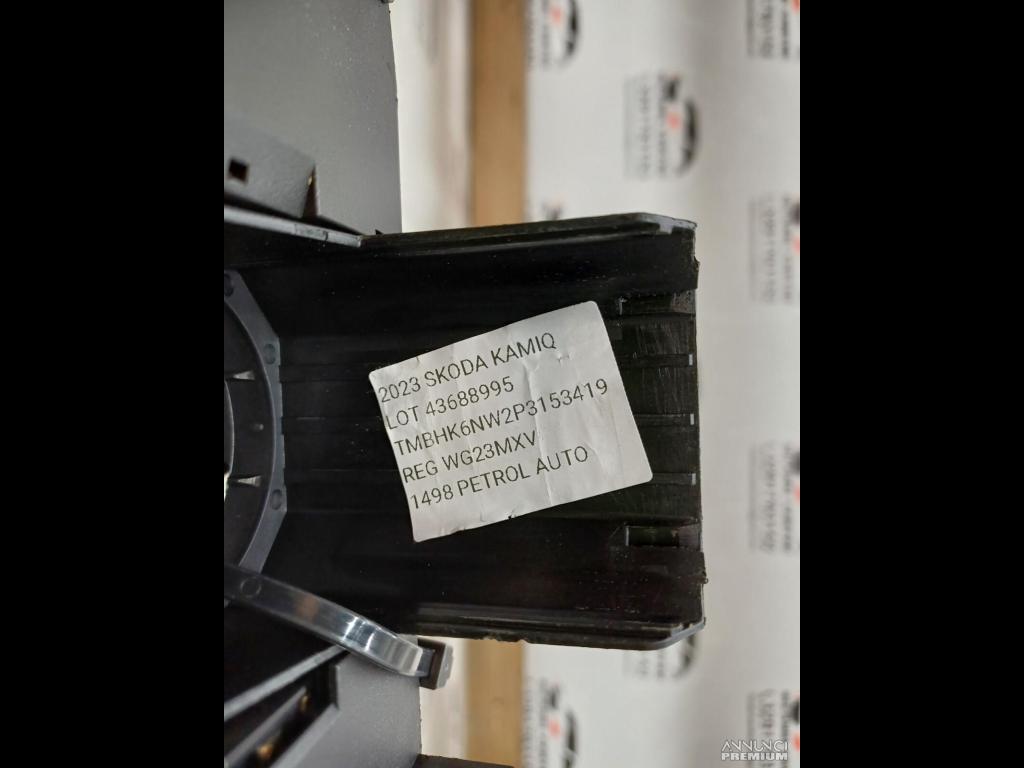 2023 SKODA KAMIQ
LOT 43688995
TMBHK6NW2P3153419
REG WG23MXV
1498 PETROL AUTO
ANNUNCI
PREMIUM